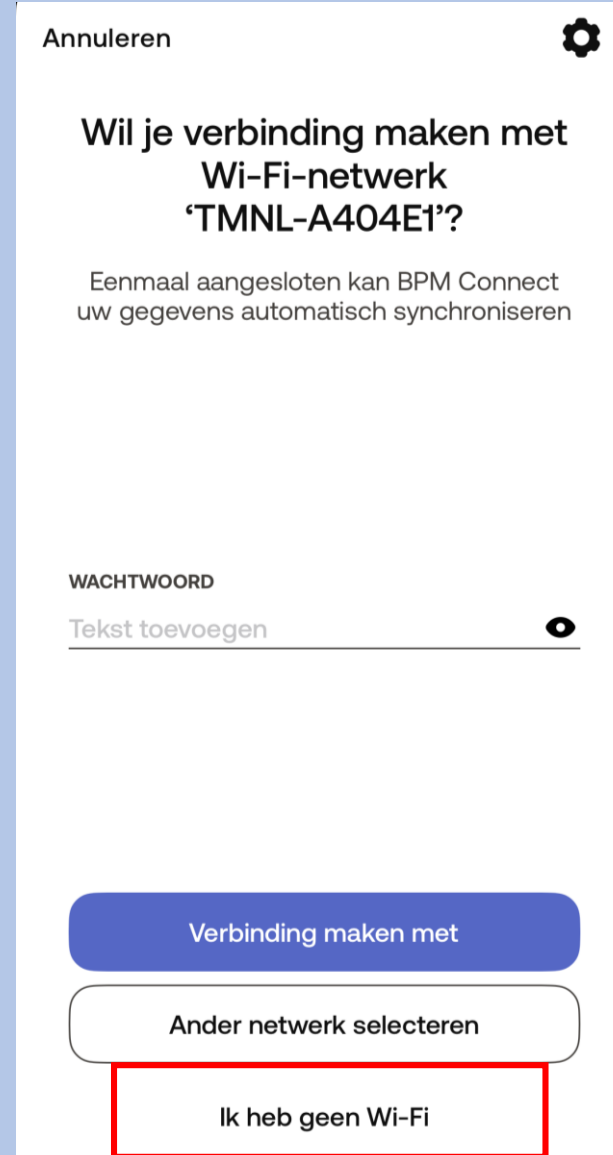 Annuleren
Wil je verbinding maken met
Wi-Fi-netwerk
‘TMNL-A404E1’?
Eenmaal aangesloten kan BPM Connect
uw gegevens automatisch synchroniseren
WACHTWOORD
Tekst toevoegen
Verbinding maken met
Ander netwerk selecteren
Ik heb geen Wi-Fi